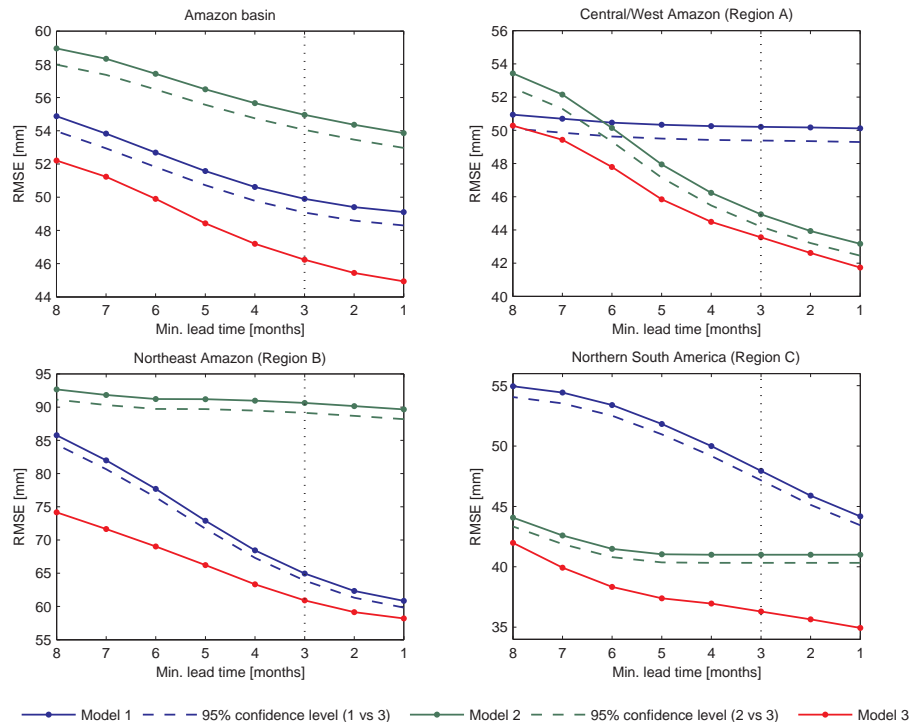 Amazon basin
60
58
56
54
52
50
48
46
44
RMSE [mm]
8 7 6 5 4 3 2 1
Min. lead time [months]
Central/West Amazon (Region A)
56
54
52
50
48
46
44
42
40
RMSE [mm]
8 7 6 5 4 3 2 1
Min. lead time [months]
Northeast Amazon (Region B)
95
90
85
80
75
70
65
60
55
RMSE [mm]
8 7 6 5 4 3 2 1
Min. lead time [months]
Northern South America (Region C)
55
50
45
40
35
RMSE [mm]
8 7 6 5 4 3 2 1
Min. lead time [months]
Model 1 95% confidence level (1 vs 3) Model 2 95% confidence level (2 vs 3) Model 3